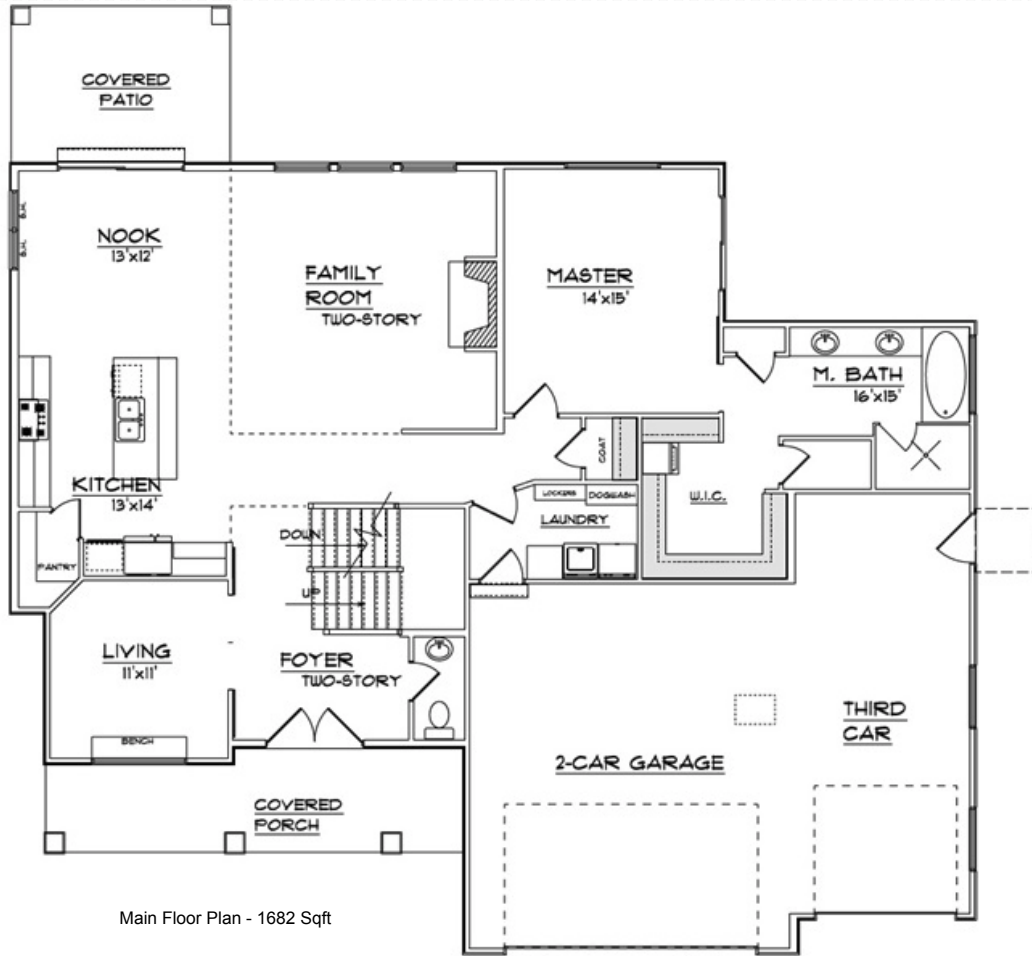 COVERED
PATIO
NOOK
13'x12'
S.H.
S.H.
FAMILY
ROOM
TWO-STORY
MASTER
14'x15'
M. BATH
16'x15'
COAT
KITCHEN
13'x14'
LOCKERS
DOGWASH
LAUNDRY
W.I.C.
DOWN
PANTRY
UP
LIVING
11'x11'
FOYER
TWO-STORY
BENCH
THIRD
CAR
2-CAR GARAGE
COVERED
PORCH
Main Floor Plan - 1682 Sqft